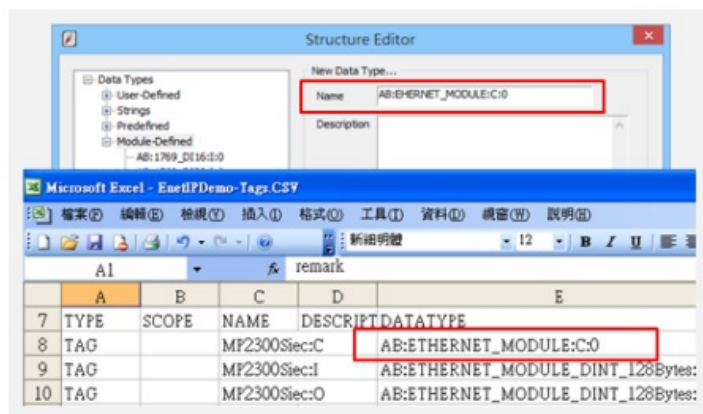 Structure Editor
Data Types
User-Defined
Strings
Predefined
Module-Defined
AB:1769_DI16:I:0
New Data Type...
Name AB:EHERNET_MODULE:C:0
Description
Microsoft Excel - EnetIPDemo-Tags.CSV
檔案(F) 編輯(E) 檢視(V) 插入(I) 格式(O) 工具(T) 資料(D) 視窗(W) 說明(H)
新細明體 12 B I U
A1 fx remark
A B C D E
7 TYPE SCOPE NAME DESCRIPT DATATYPE
8 TAG MP2300Siec:C AB:ETHERNET_MODULE:C:0
9 TAG MP2300Siec:I AB:ETHERNET_MODULE_DINT_128Bytes:
10 TAG MP2300Siec:O AB:ETHERNET_MODULE_DINT_128Bytes: